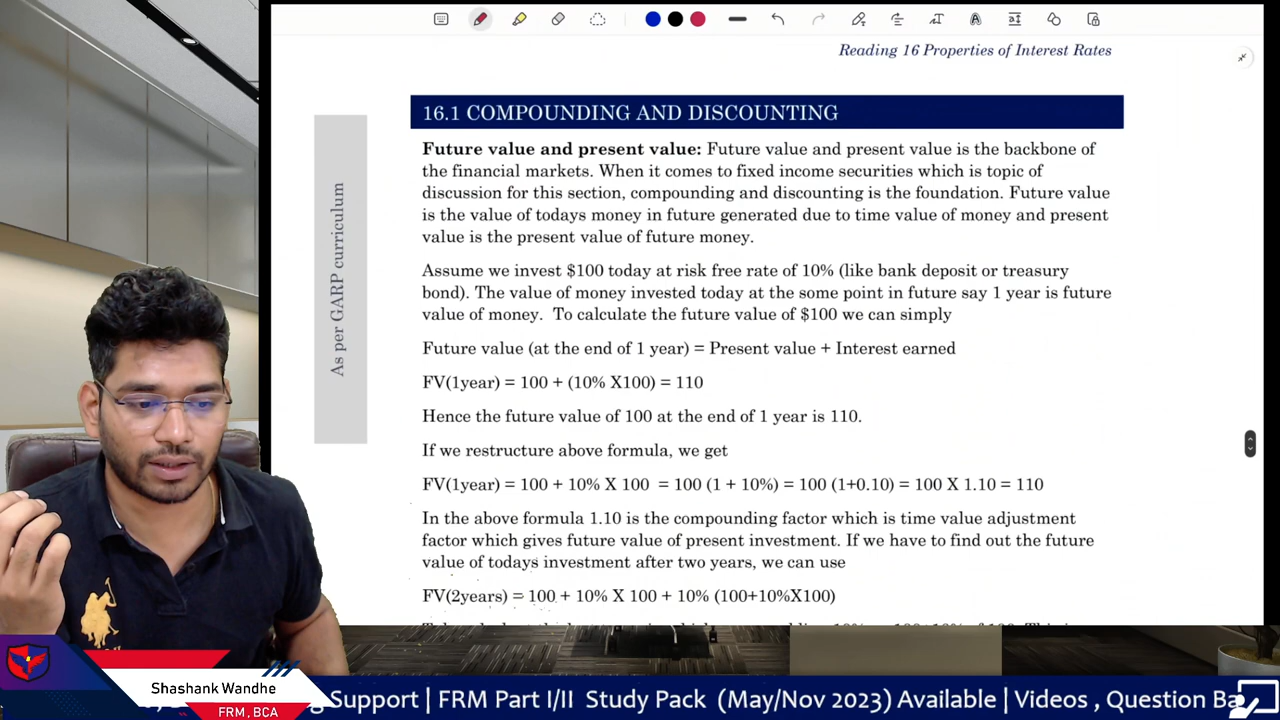 Reading 16 Properties of Interest Rates
16.1 COMPOUNDING AND DISCOUNTING
As per GARP curriculum
Future value and present value: Future value and present value is the backbone of
the financial markets. When it comes to fixed income securities which is topic of
discussion for this section, compounding and discounting is the foundation. Future value
is the value of todays money in future generated due to time value of money and present
value is the present value of future money.
Assume we invest $100 today at risk free rate of 10% (like bank deposit or treasury
bond). The value of money invested today at the some point in future say 1 year is future
value of money. To calculate the future value of $100 we can simply
Future value (at the end of 1 year) = Present value + Interest earned
FV(1year) = 100 + (10% X100) = 110
Hence the future value of 100 at the end of 1 year is 110.
If we restructure above formula, we get
FV(1year) = 100 + 10% X 100 = 100 (1 + 10%) = 100 (1+0.10) = 100 X 1.10 = 110
In the above formula 1.10 is the compounding factor which is time value adjustment
factor which gives future value of present investment. If we have to find out the future
value of todays investment after two years, we can use
FV(2years) = 100 + 10% X 100 + 10% (100+10%X100)
Shashank Wandhe
FRM, BCA
Support | FRM Part I/II Study Pack (May/Nov 2023) Available | Videos , Question